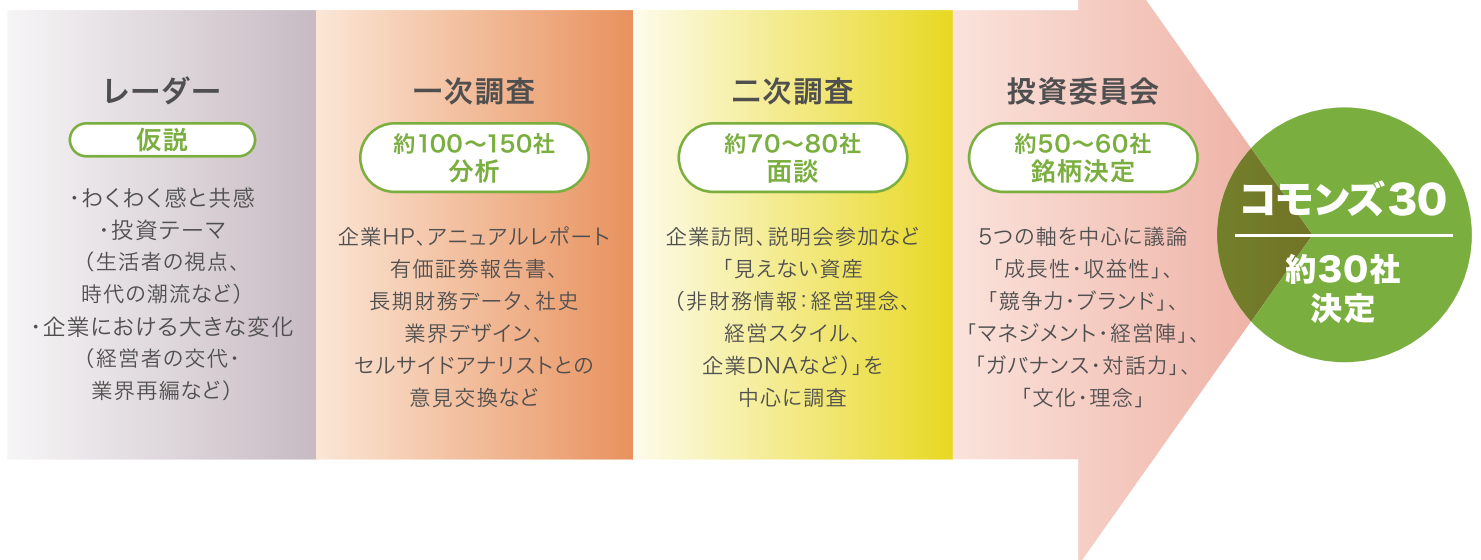 レーダー
仮説
・わくわく感と共感
・投資テーマ
（生活者の視点、
時代の潮流など）
・企業における大きな変化
（経営者の交代・
業界再編など）
一次調査
約100〜150社
分析
企業HP、アニュアルレポート
有価証券報告書、
長期財務データ、社史
業界デザイン、
セルサイドアナリストとの
意見交換など
二次調査
約70〜80社
面談
企業訪問、説明会参加など
「見えない資産
（非財務情報：経営理念、
経営スタイル、
企業DNAなど）」を
中心に調査
投資委員会
約50〜60社
銘柄決定
5つの軸を中心に議論
「成長性・収益性」、
「競争力・ブランド」、
「マネジメント・経営陣」、
「ガバナンス・対話力」、
「文化・理念」
コモンズ30
約30社
決定